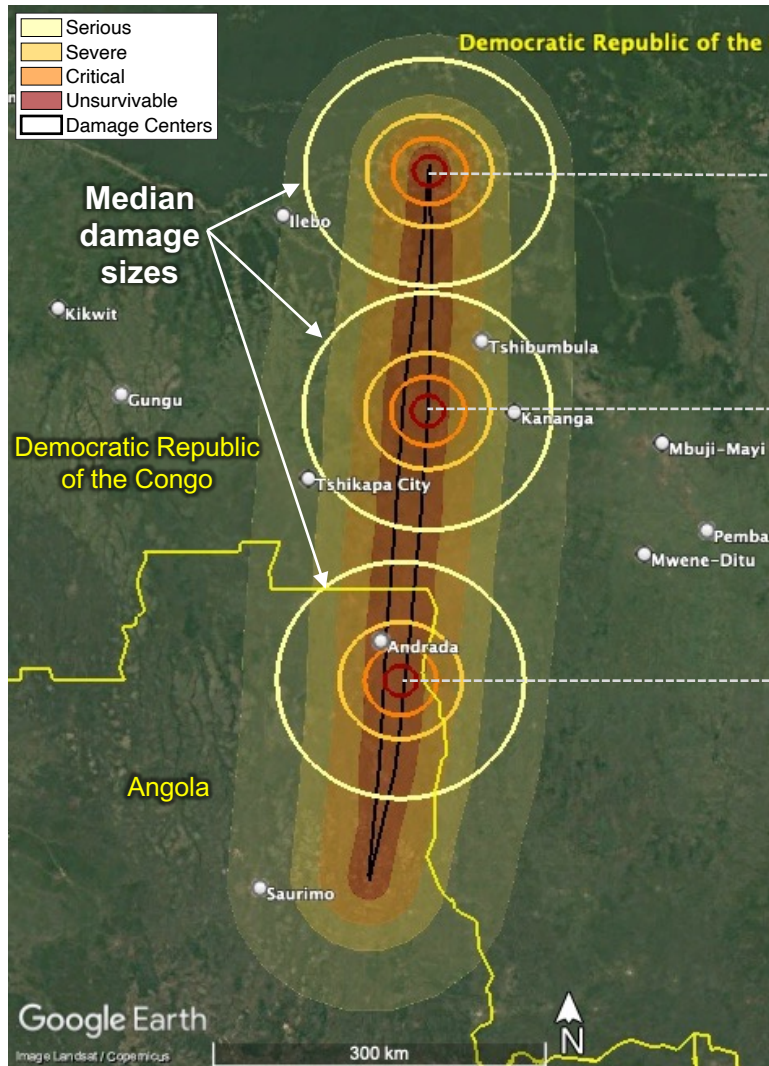 Serious
Severe
Critical
Unsurvivable
Damage Centers
Democratic Republic of the
Median
damage
sizes
Ilebo
Kikwit
Tshibumbula
Gungu
Kananga
Mbuji-Mayi
Democratic Republic
of the Congo
Tshikapa City
Pemba
Mwene-Ditu
Andrada
Angola
Saurimo
Google Earth
Image Landsat / Copernicus
300 km
N